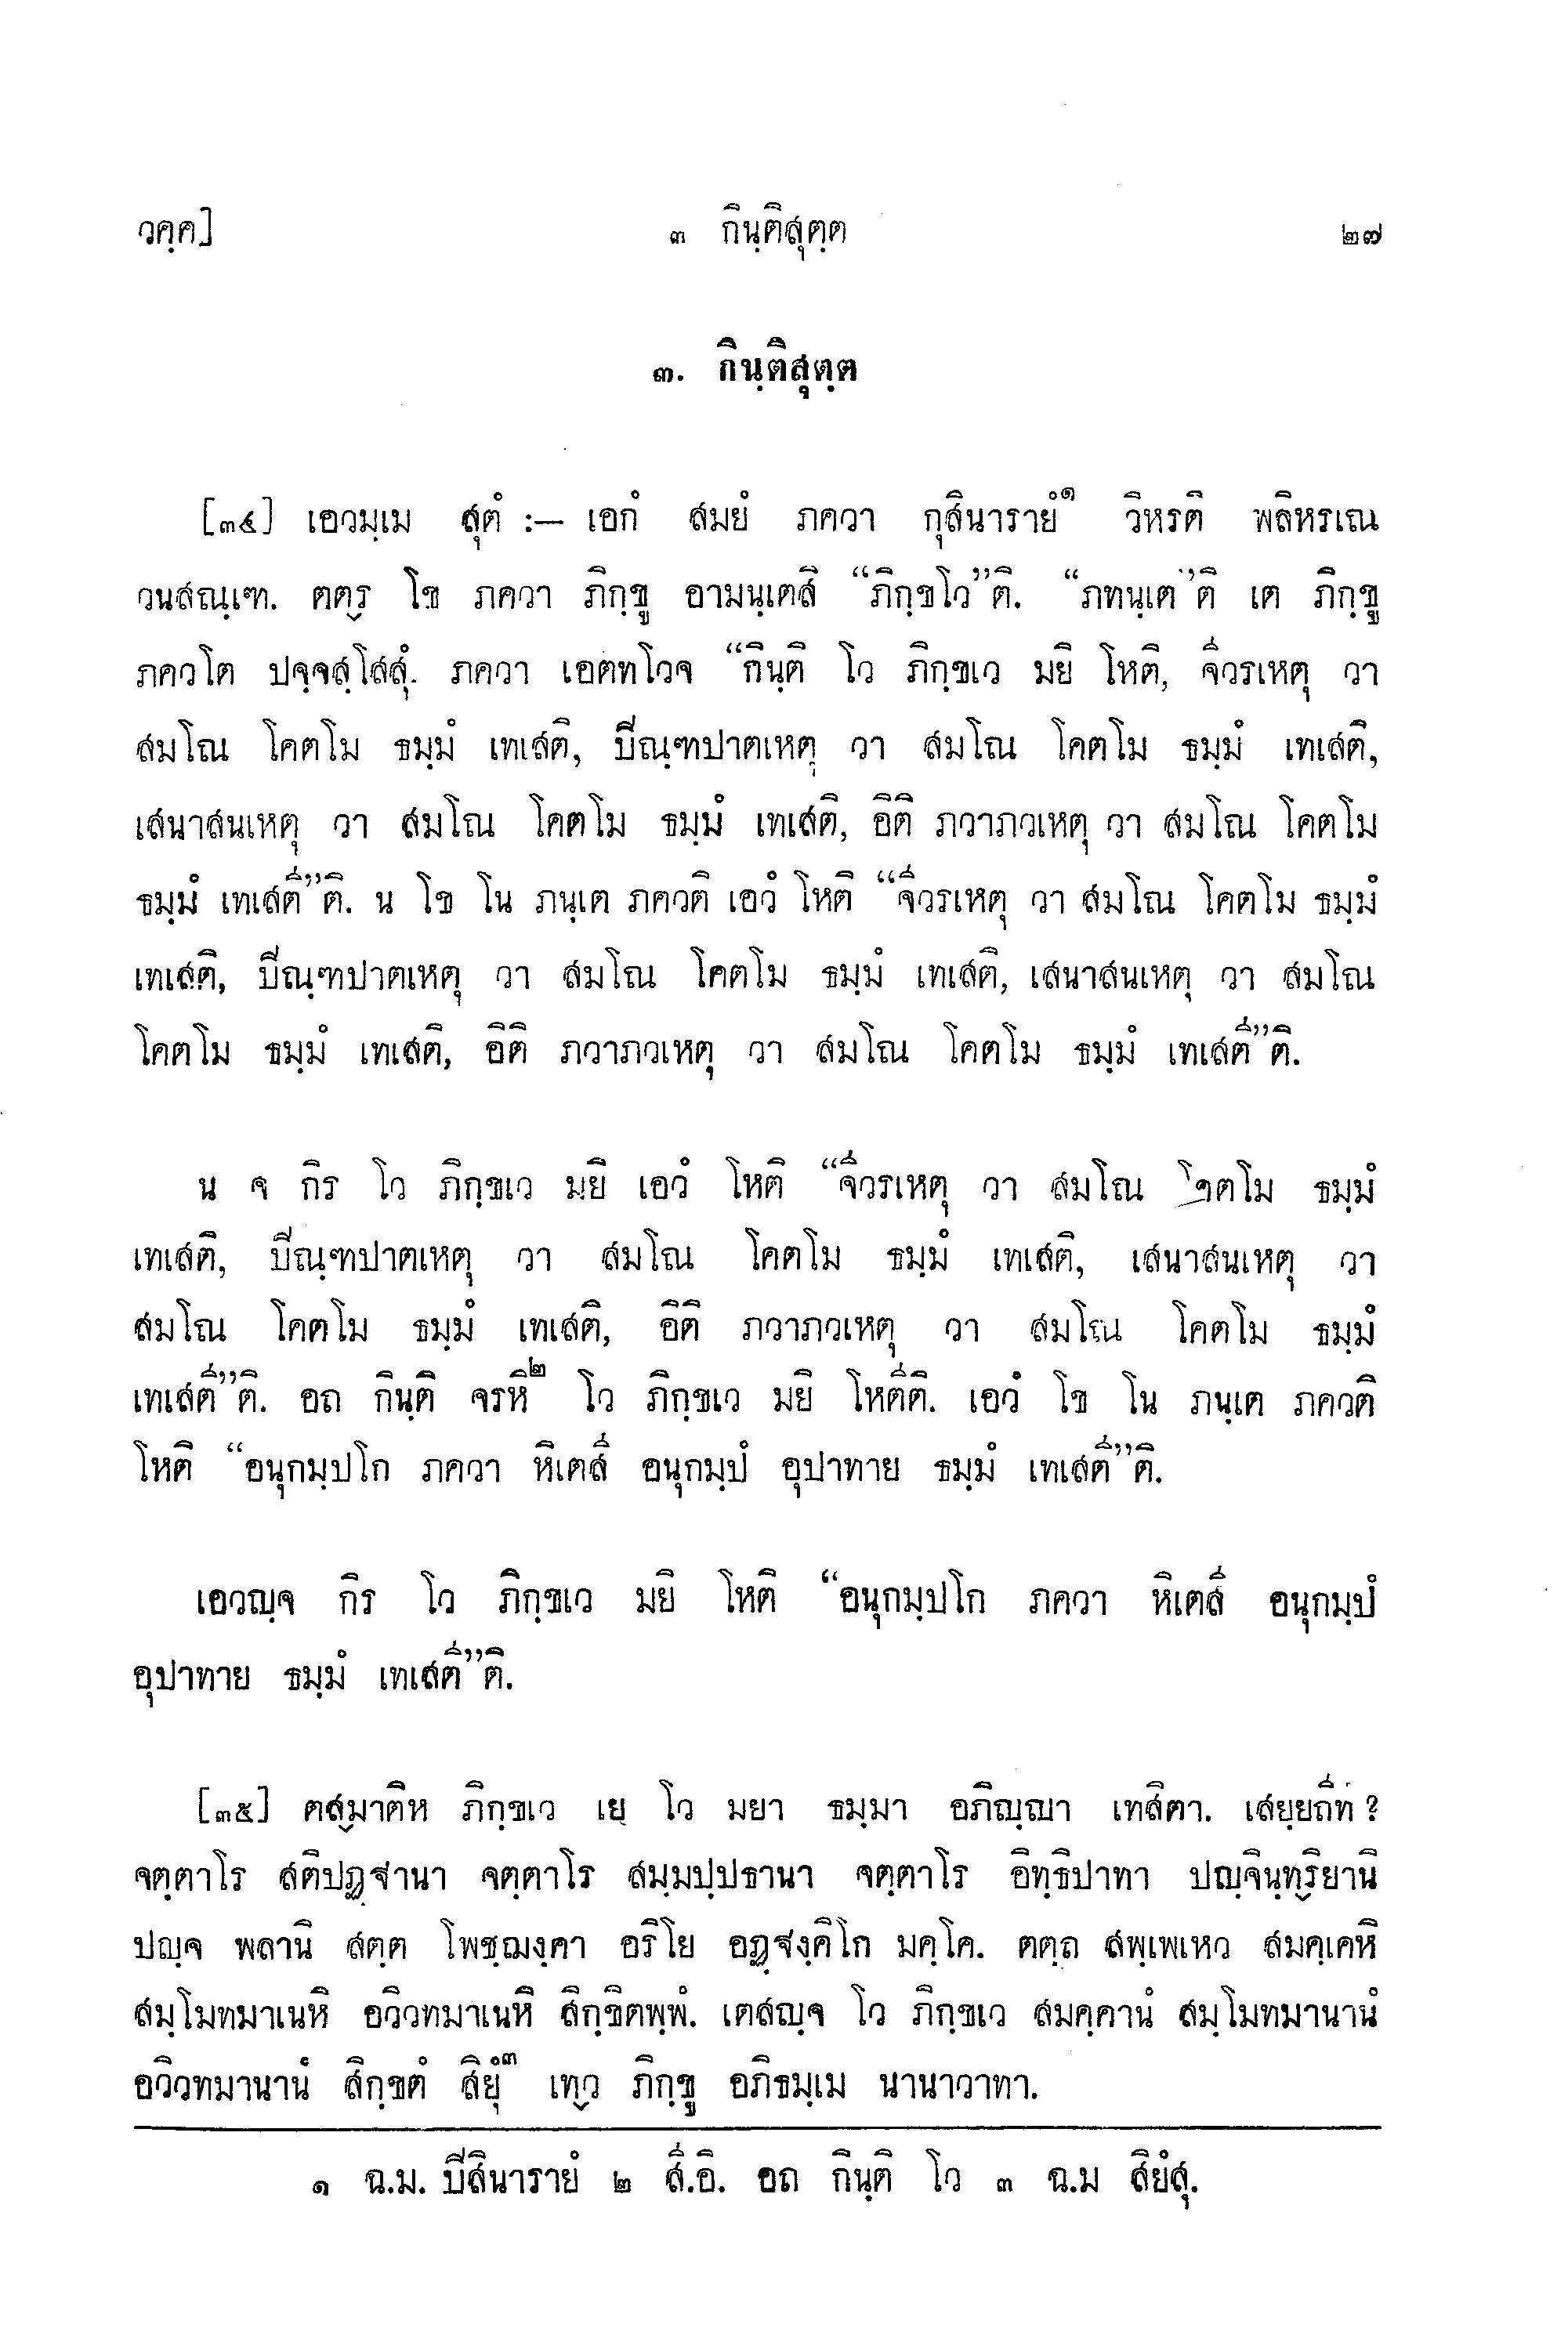 วคฺค] ๓ กินฺติสุตฺต ๒๗
๓. กินฺติสุตฺต
[๓๔] เอวมฺเม สุตํ :— เอกํ สมยํ ภควา กุสินารายํ๑ วิหรติ พลิหรเณ
วนสณฺเฑ. ตตฺร โข ภควา ภิกฺขู อามนฺเตสิ “ภิกฺขโว”ติ. “ภทนฺเต”ติ เต ภิกฺขู
ภควโต ปจฺจสฺโสสุํ. ภควา เอตทโวจ “กินฺติ โว ภิกฺขเว มยิ โหติ, จีวรเหตุ วา
สมโณ โคตโม ธมฺมํ เทเสติ, ปิณฺฑปาตเหตุ วา สมโณ โคตโม ธมฺมํ เทเสติ,
เสนาสนเหตุ วา สมโณ โคตโม ธมฺมํ เทเสติ, อิติ ภวาภวเหตุ วา สมโณ โคตโม
ธมฺมํ เทเสตี”ติ. น โข โน ภนฺเต ภควติ เอวํ โหติ “จีวรเหตุ วา สมโณ โคตโม ธมฺมํ
เทเสติ, ปิณฺฑปาตเหตุ วา สมโณ โคตโม ธมฺมํ เทเสติ, เสนาสนเหตุ วา สมโณ
โคตโม ธมฺมํ เทเสติ, อิติ ภวาภวเหตุ วา สมโณ โคตโม ธมฺมํ เทเสตี”ติ.
น จ กิร โว ภิกฺขเว มยิ เอวํ โหติ “จีวรเหตุ วา สมโณ โคตโม ธมฺมํ
เทเสติ, ปิณฺฑปาตเหตุ วา สมโณ โคตโม ธมฺมํ เทเสติ, เสนาสนเหตุ วา
สมโณ โคตโม ธมฺมํ เทเสติ, อิติ ภวาภวเหตุ วา สมโณ โคตโม ธมฺมํ
เทเสตี”ติ. อถ กินฺติ จรหิ๒ โว ภิกฺขเว มยิ โหตีติ. เอวํ โข โน ภนฺเต ภควติ
โหติ “อนุกมฺปโก ภควา หิเตสี อนุกมฺปํ อุปาทาย ธมฺมํ เทเสตี”ติ.
เอวญฺจ กิร โว ภิกฺขเว มยิ โหติ “อนุกมฺปโก ภควา หิเตสี อนุกมฺปํ
อุปาทาย ธมฺมํ เทเสตี”ติ.
[๓๕] ตสฺมาติห ภิกฺขเว เย โว มยา ธมฺมา อภิญฺญา เทสิตา. เสยฺยถีทํ ?
จตฺตาโร สติปฏฺฐานา จตฺตาโร สมฺมปฺปธานา จตฺตาโร อิทฺธิปาทา ปญฺจินฺทฺริยานิ
ปญฺจ พลานิ สตฺต โพชฺฌงฺคา อริโย อฏฺฐงฺคิโก มคฺโค. ตตฺถ สพฺเพเหว สมคฺเคหิ
สมฺโมทมาเนหิ อวิวทมาเนหิ สิกฺขิตพฺพํ. เตสญฺจ โว ภิกฺขเว สมคฺคานํ สมฺโมทมานานํ
อวิวทมานานํ สิกฺขตํ สิยุํ๓ เทฺว ภิกฺขู อภิธมฺเม นานาวาทา.
๑ ฉ.ม. ปิสินารายํ ๒ สี.อิ. อถ กินฺติ โว ๓ ฉ.ม สิยํสุ.